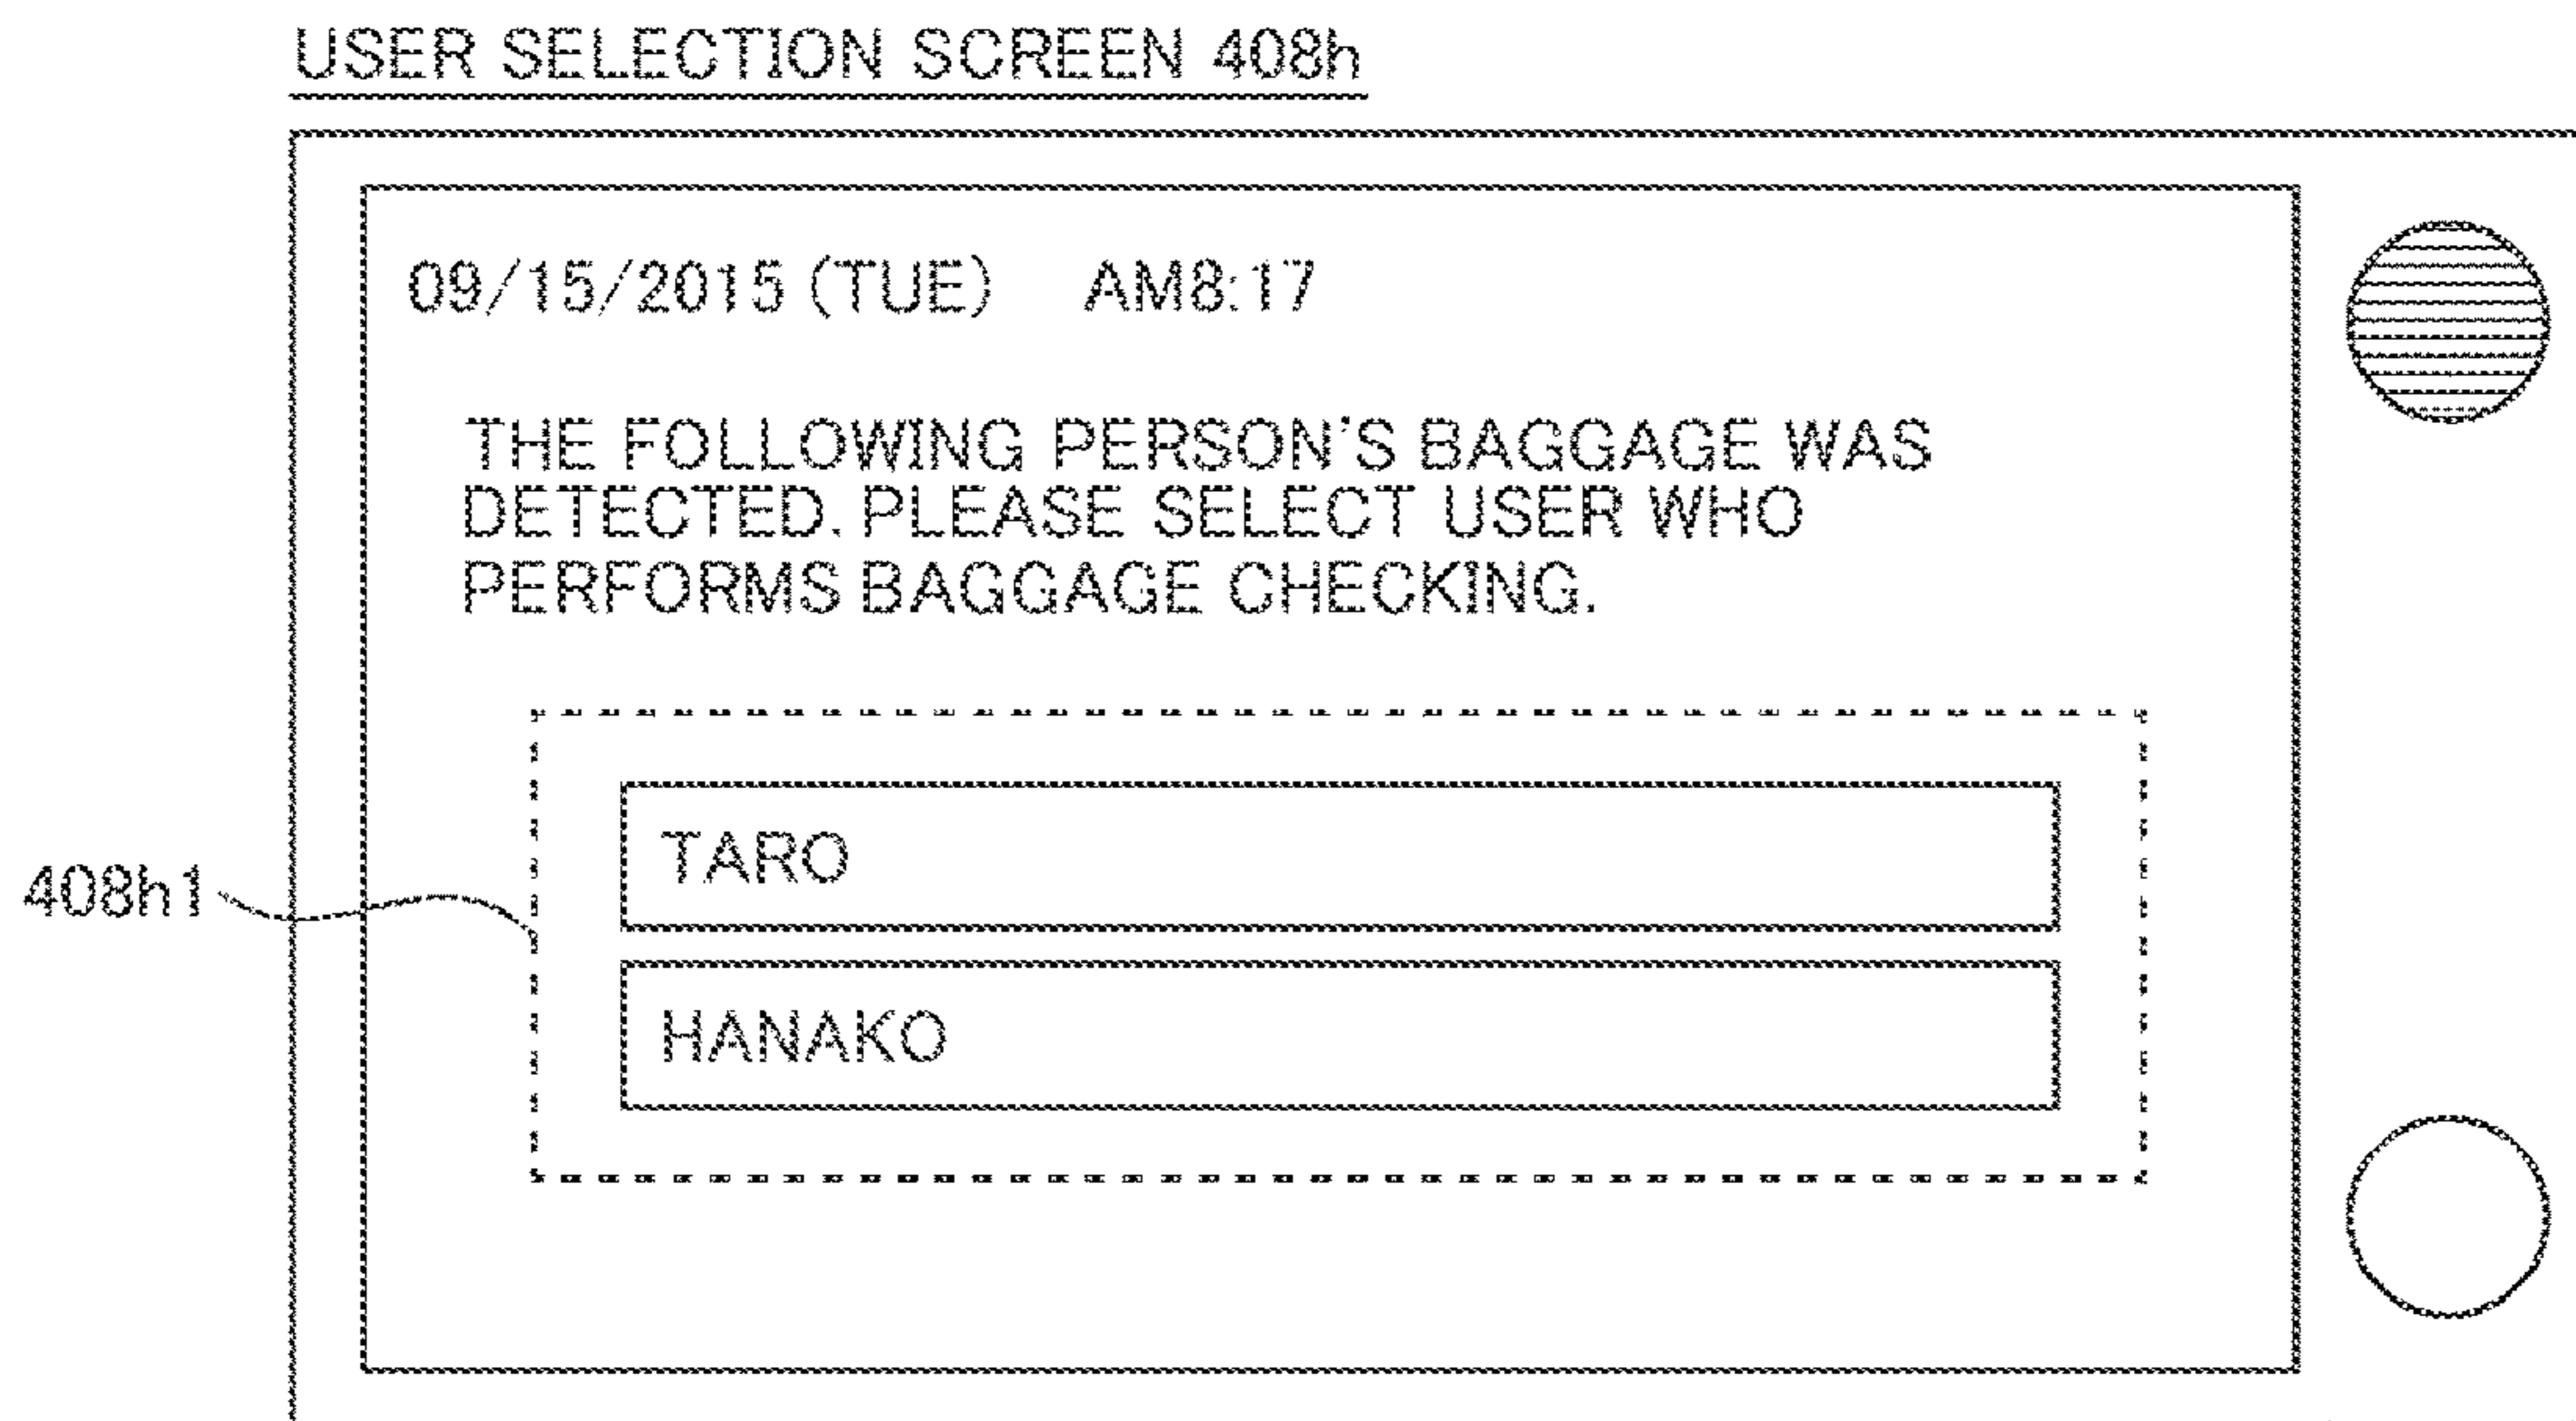 USER SELECTION SCREEN 408h
09/15/2015 (TUE) AM8:17
THE FOLLOWING PERSON'S BAGGAGE WAS
DETECTED. PLEASE SELECT USER WHO
PERFORMS BAGGAGE CHECKING.
TARO
408h1
HANAKO